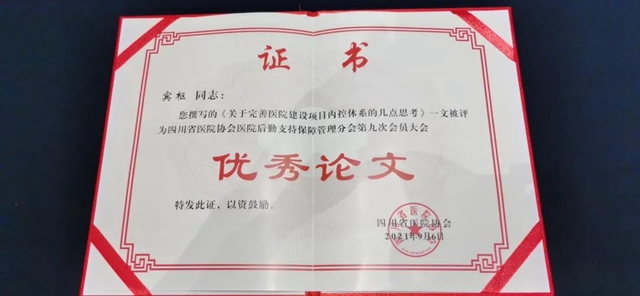 证书
宾枢 同志：
您撰写的《关于完善医院建设项目内控体系的几点思考》一文被评
为四川省医院协会医院后勤支持保障管理分会第九次会员大会
优秀论文
特发此证，以资鼓励。
四川省医院协会
2021年9月6日